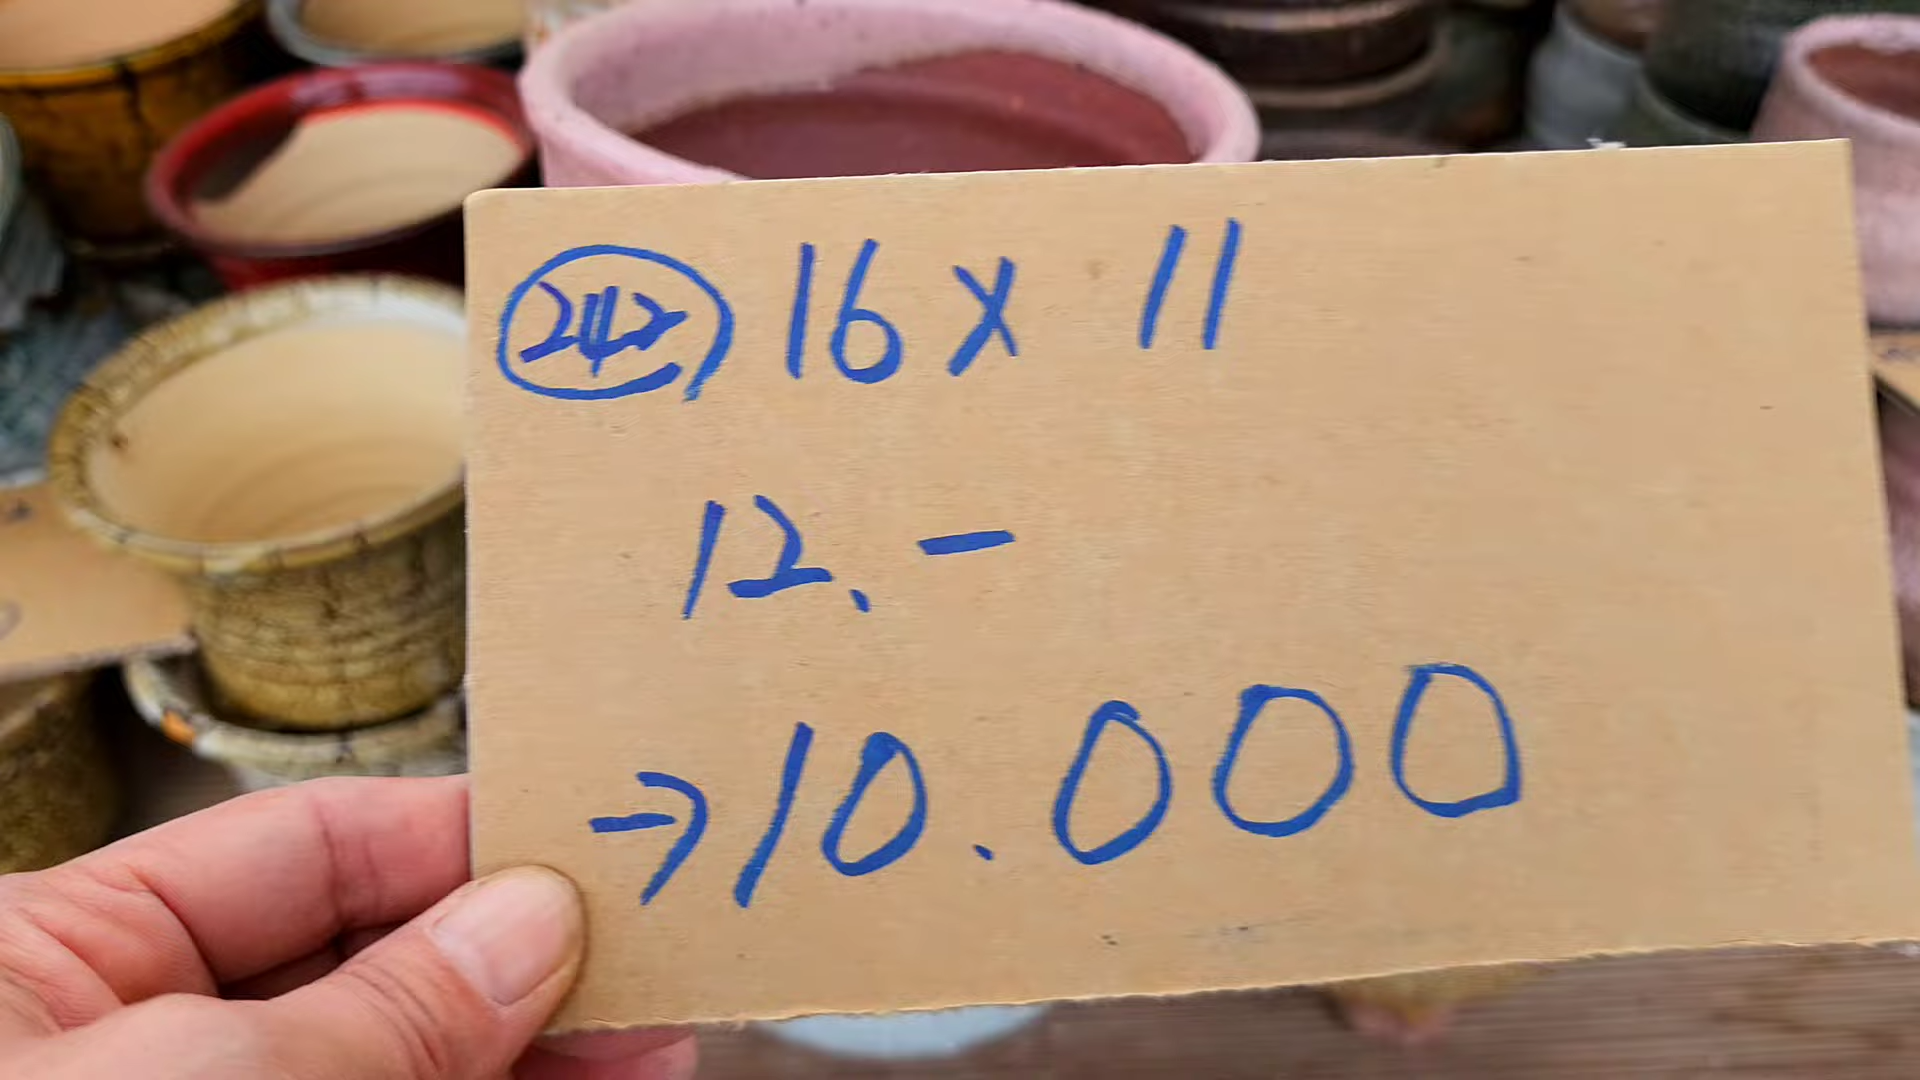 242 16 x 11
12.-
→10.000